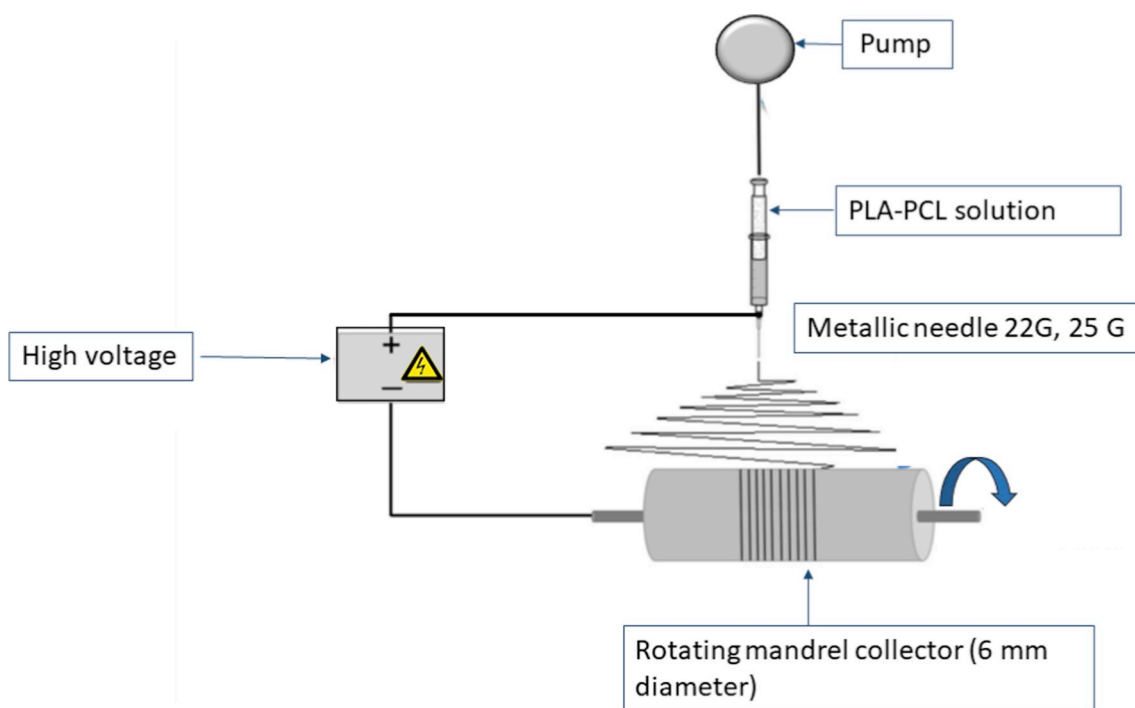 Pump
PLA-PCL solution
Metallic needle 22G, 25 G
High voltage
+
−
Rotating mandrel collector (6 mm
diameter)